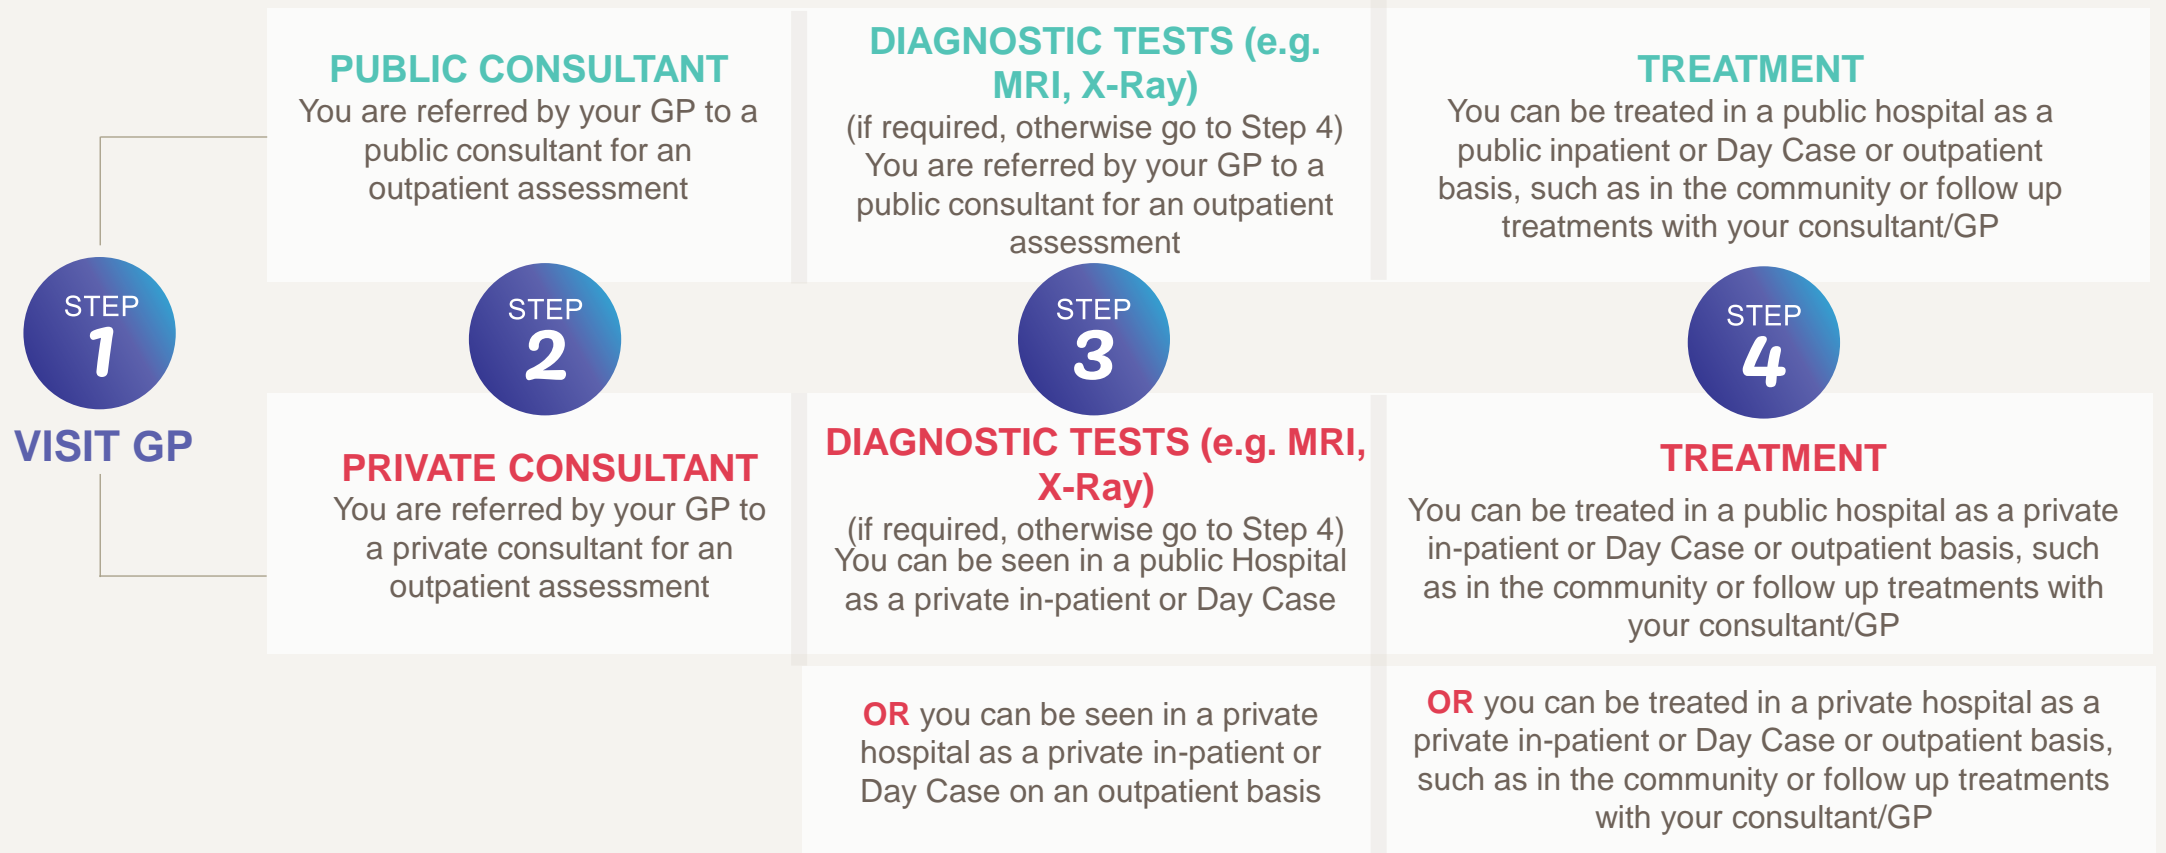 STEP
1
VISIT GP
PUBLIC CONSULTANT
You are referred by your GP to a
public consultant for an
outpatient assessment
STEP
2
PRIVATE CONSULTANT
You are referred by your GP to
a private consultant for an
outpatient assessment
DIAGNOSTIC TESTS (e.g.
MRI, X-Ray)
(if required, otherwise go to Step 4)
You are referred by your GP to a
public consultant for an outpatient
assessment
STEP
3
DIAGNOSTIC TESTS (e.g. MRI,
X-Ray)
(if required, otherwise go to Step 4)
You can be seen in a public Hospital
as a private in-patient or Day Case
OR you can be seen in a private
hospital as a private in-patient or
Day Case on an outpatient basis
TREATMENT
You can be treated in a public hospital as a
public inpatient or Day Case or outpatient
basis, such as in the community or follow up
treatments with your consultant/GP
STEP
4
TREATMENT
You can be treated in a public hospital as a private
in-patient or Day Case or outpatient basis, such
as in the community or follow up treatments with
your consultant/GP
OR you can be treated in a private hospital as a
private in-patient or Day Case or outpatient basis,
such as in the community or follow up treatments
with your consultant/GP